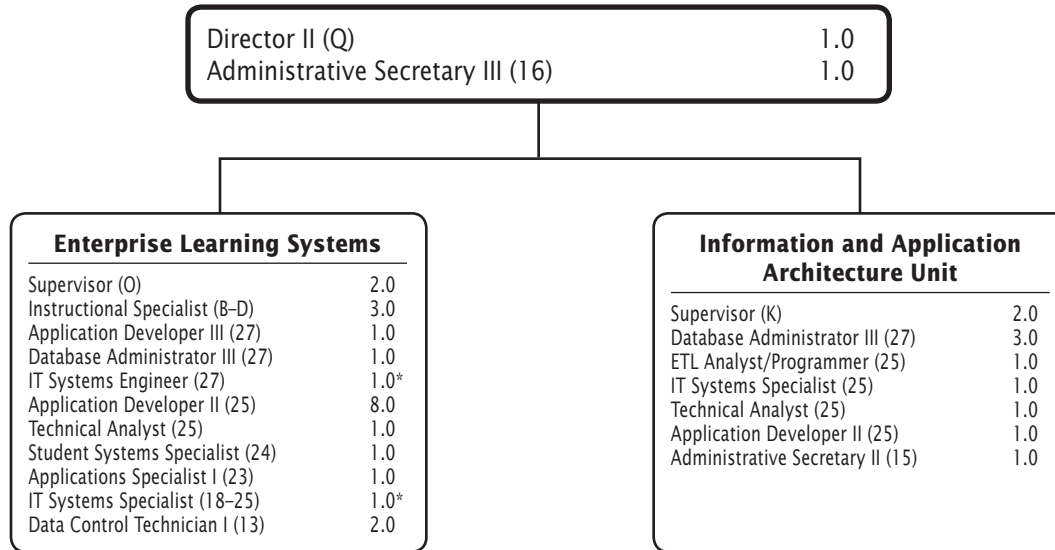 Director II (Q) 1.0
Administrative Secretary III (16) 1.0
Enterprise Learning Systems
Supervisor (O) 2.0
Instructional Specialist (B–D) 3.0
Application Developer III (27) 1.0
Database Administrator III (27) 1.0
IT Systems Engineer (27) 1.0*
Application Developer II (25) 8.0
Technical Analyst (25) 1.0
Student Systems Specialist (24) 1.0
Applications Specialist I (23) 1.0
IT Systems Specialist (18–25) 1.0*
Data Control Technician I (13) 2.0
Information and Application
Architecture Unit
Supervisor (K) 2.0
Database Administrator III (27) 3.0
ETL Analyst/Programmer (25) 1.0
IT Systems Specialist (25) 1.0
Technical Analyst (25) 1.0
Application Developer II (25) 1.0
Administrative Secretary II (15) 1.0